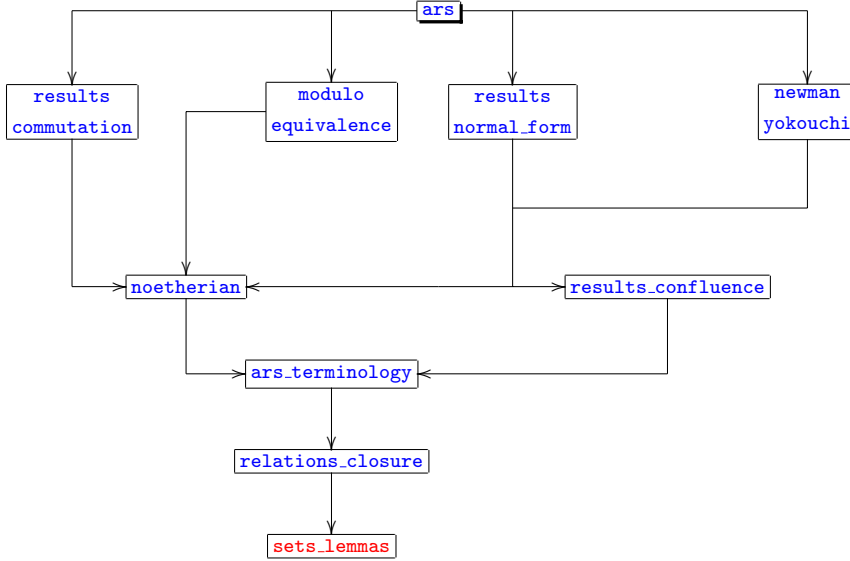 ars
results
commutation
modulo
equivalence
results
normal_form
newman
yokouchi
noetherian
results_confluence
ars_terminology
relations_closure
sets_lemmas